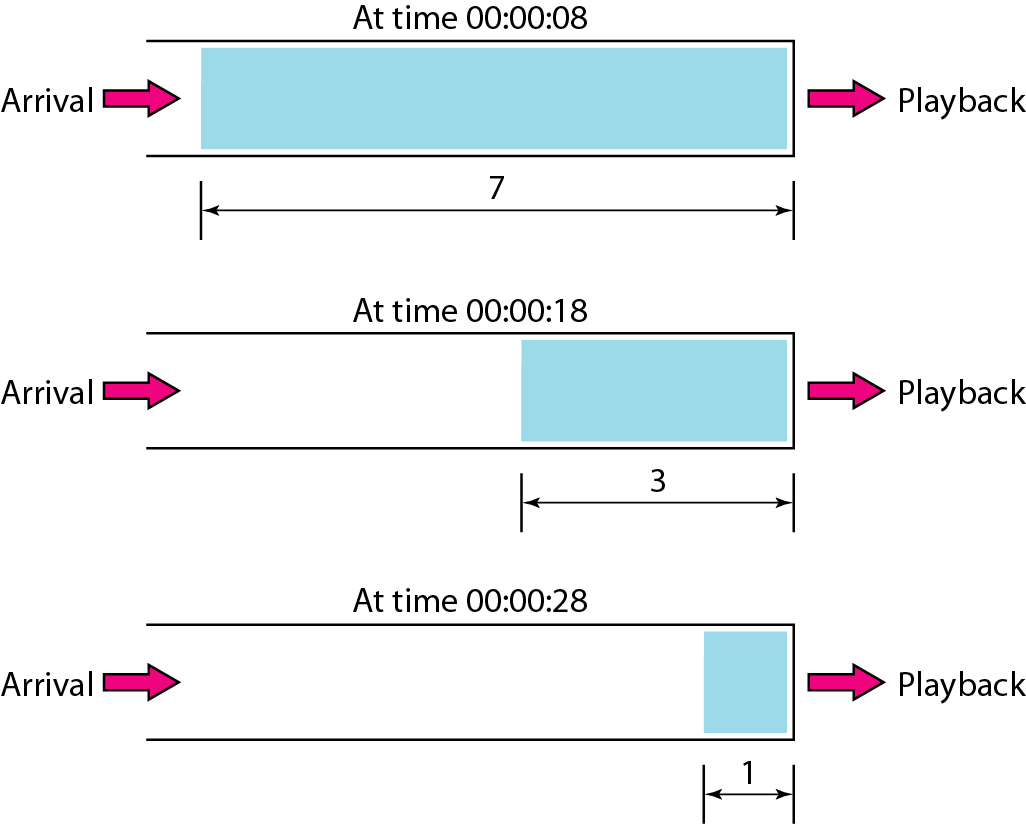 At time 00:00:08
Arrival
Playback
7
At time 00:00:18
Arrival
Playback
3
At time 00:00:28
Arrival
Playback
1